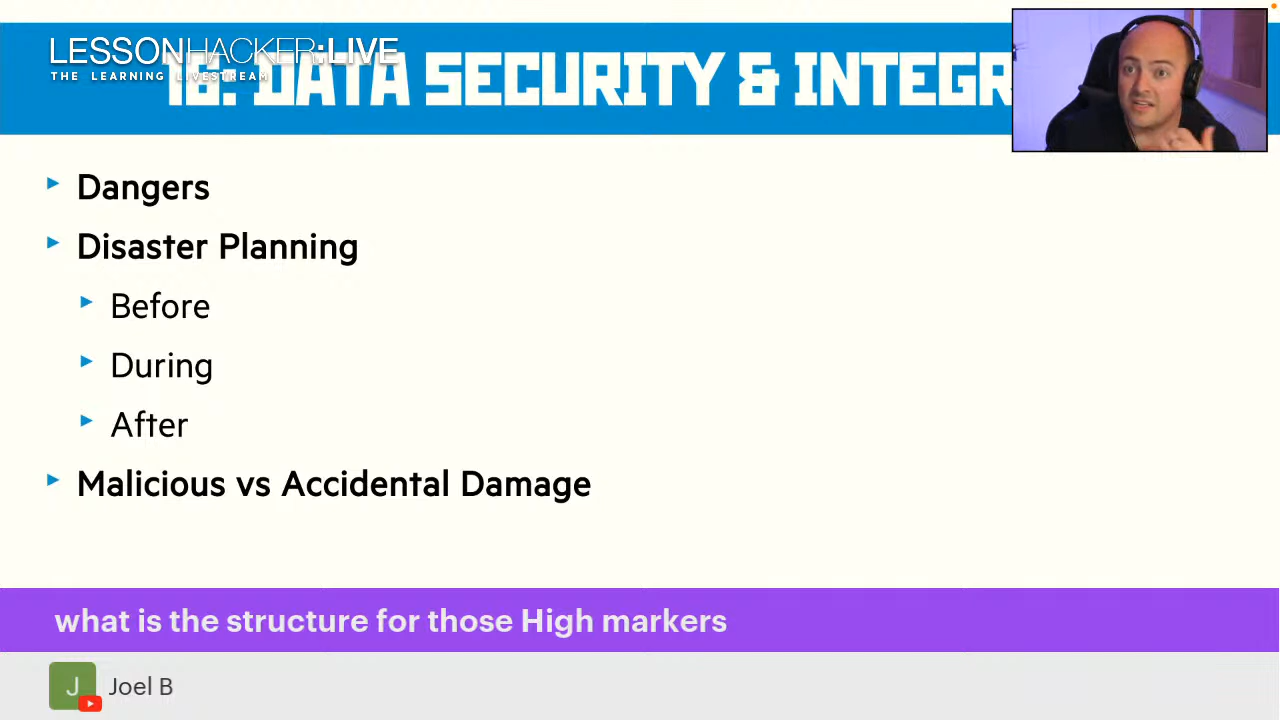 LESSONHACKER:LIVE
THE LEARNING LIVESTREAM
16: DATA SECURITY & INTEGR
Dangers
Disaster Planning
Before
During
After
Malicious vs Accidental Damage
what is the structure for those High markers
J
Joel B